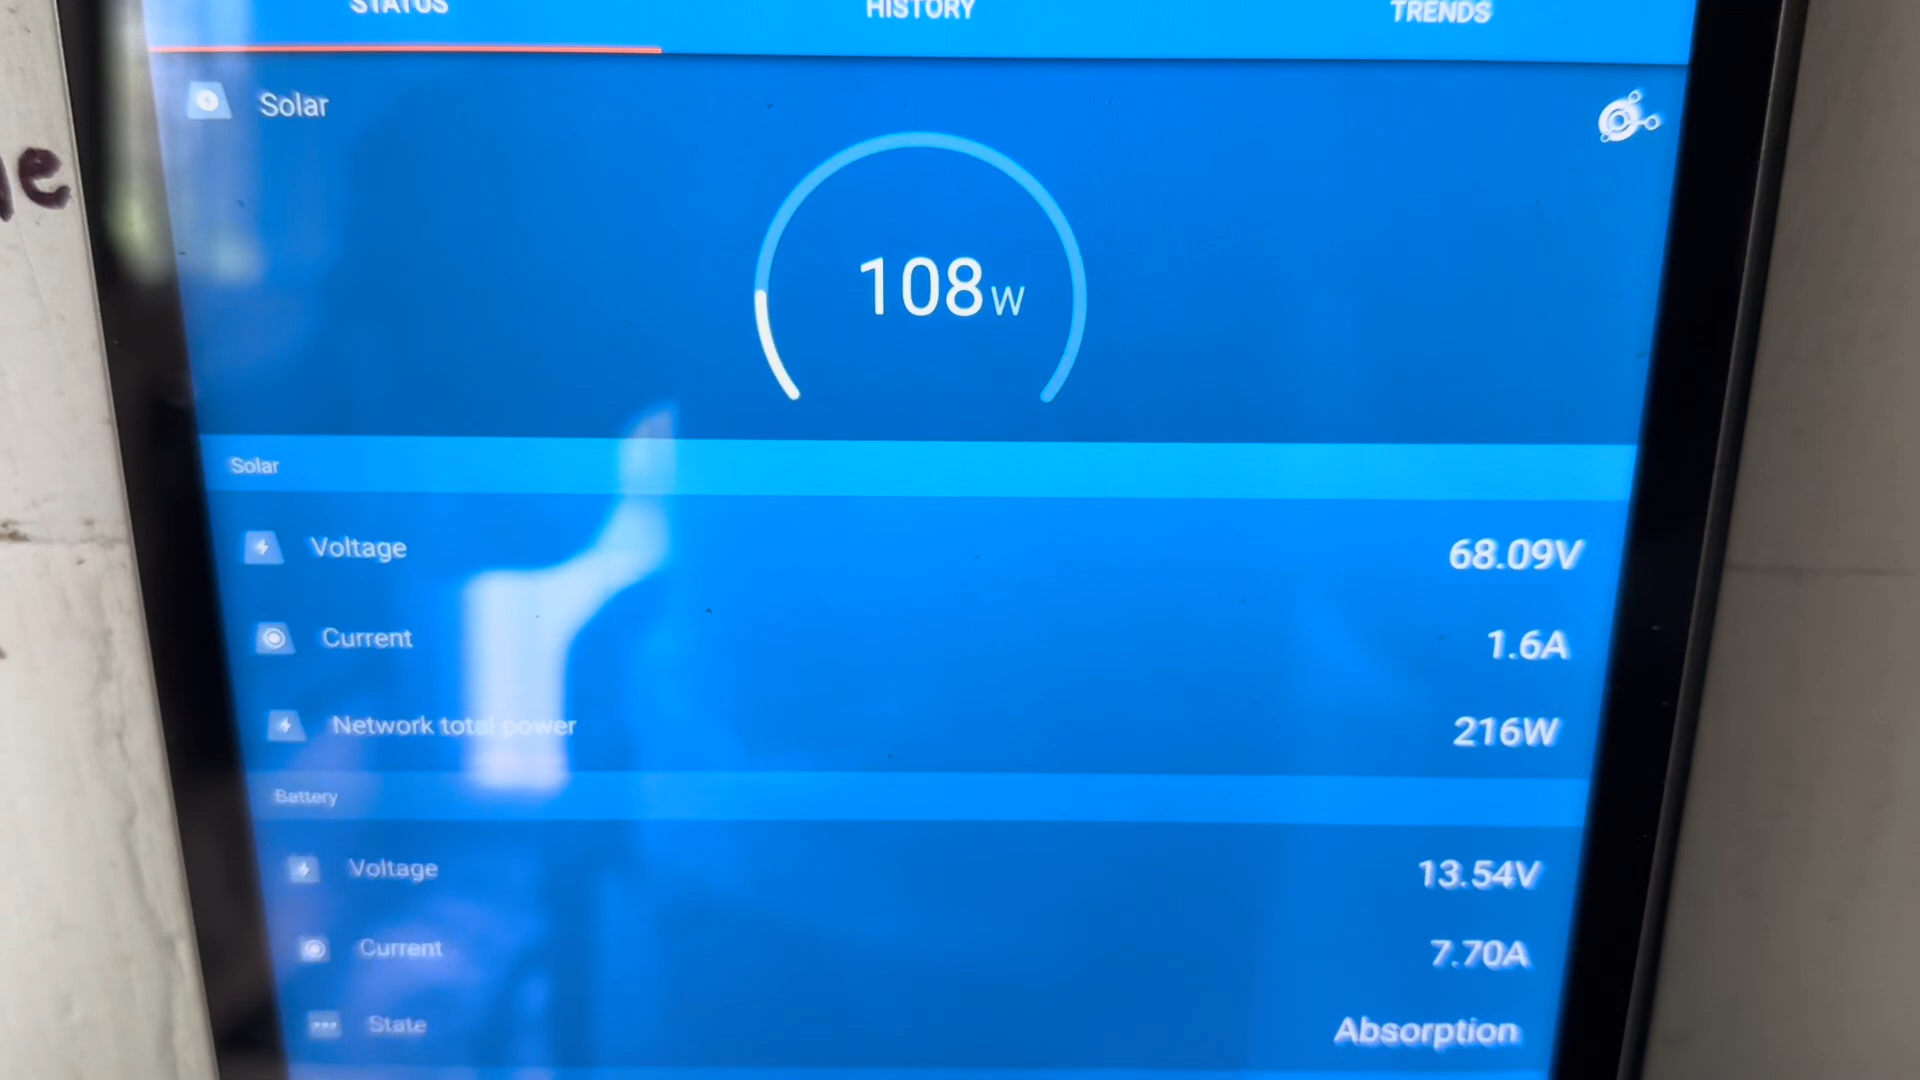 STATUS HISTORY TRENDS
Solar
108W
Solar
Voltage 68.09V
Current 1.6A
Network total power 216W
Battery
Voltage 13.54V
Current 7.70A
State Absorption